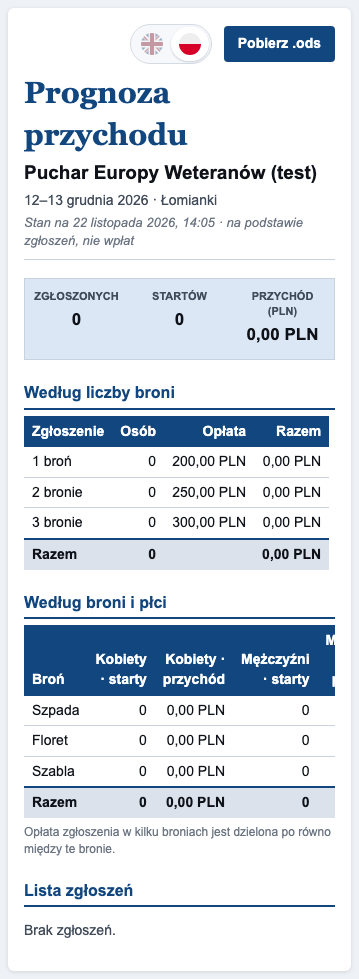 Pobierz .ods
Prognoza
przychodu
Puchar Europy Weteranów (test)
12–13 grudnia 2026 · Łomianki
Stan na 22 listopada 2026, 14:05 · na podstawie
zgłoszeń, nie wpłat
ZGŁOSZONYCH STARTÓW PRZYCHÓD
(PLN)
0 0 0,00 PLN
Według liczby broni
Zgłoszenie Osób Opłata Razem
1 broń 0 200,00 PLN 0,00 PLN
2 bronie 0 250,00 PLN 0,00 PLN
3 bronie 0 300,00 PLN 0,00 PLN
Razem 0 0,00 PLN
Według broni i płci
Broń Kobiety · starty Kobiety · przychód Mężczyźni · starty
Szpada 0 0,00 PLN 0
Floret 0 0,00 PLN 0
Szabla 0 0,00 PLN 0
Razem 0 0,00 PLN 0
Opłata zgłoszenia w kilku broniach jest dzielona po równo
między te bronie.
Lista zgłoszeń
Brak zgłoszeń.